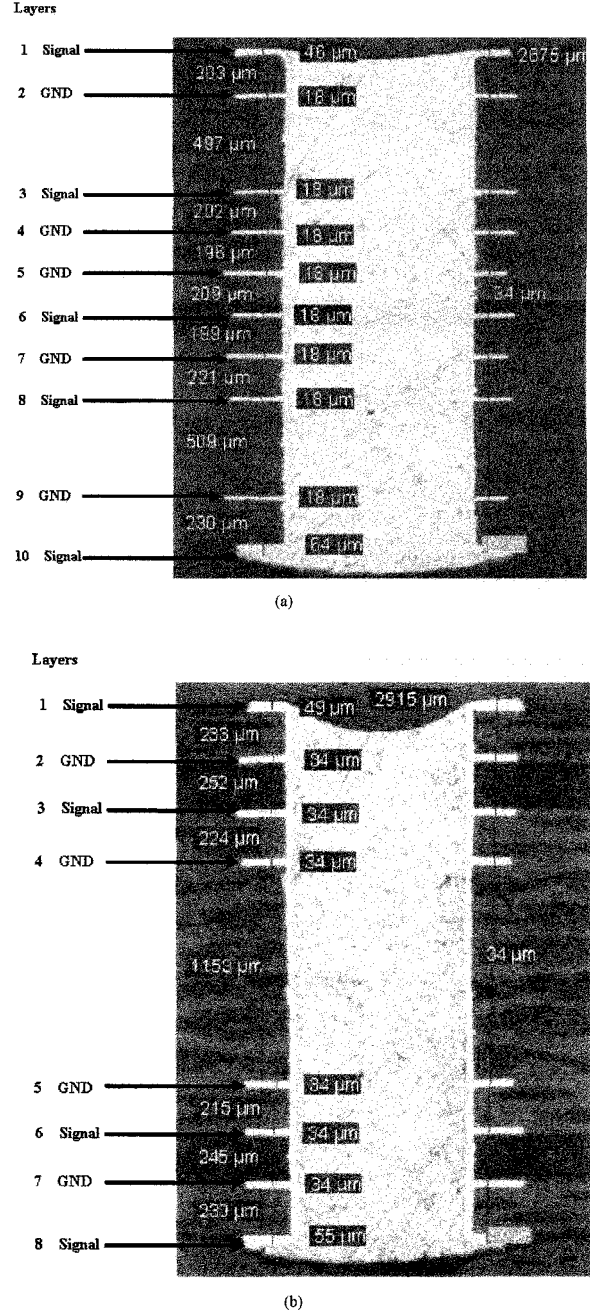 Layers
1 Signal
46 µm
2875 µm
203 µm
2 GND
18 µm
497 µm
3 Signal
18 µm
202 µm
4 GND
18 µm
196 µm
5 GND
18 µm
209 µm
34 µm
6 Signal
18 µm
199 µm
7 GND
18 µm
221 µm
8 Signal
18 µm
509 µm
9 GND
18 µm
230 µm
64 µm
10 Signal
(a)
Layers
1 Signal
49 µm
2915 µm
233 µm
2 GND
34 µm
252 µm
3 Signal
34 µm
224 µm
4 GND
34 µm
1153 µm
34 µm
5 GND
34 µm
215 µm
6 Signal
34 µm
245 µm
7 GND
34 µm
230 µm
55 µm
8 Signal
(b)